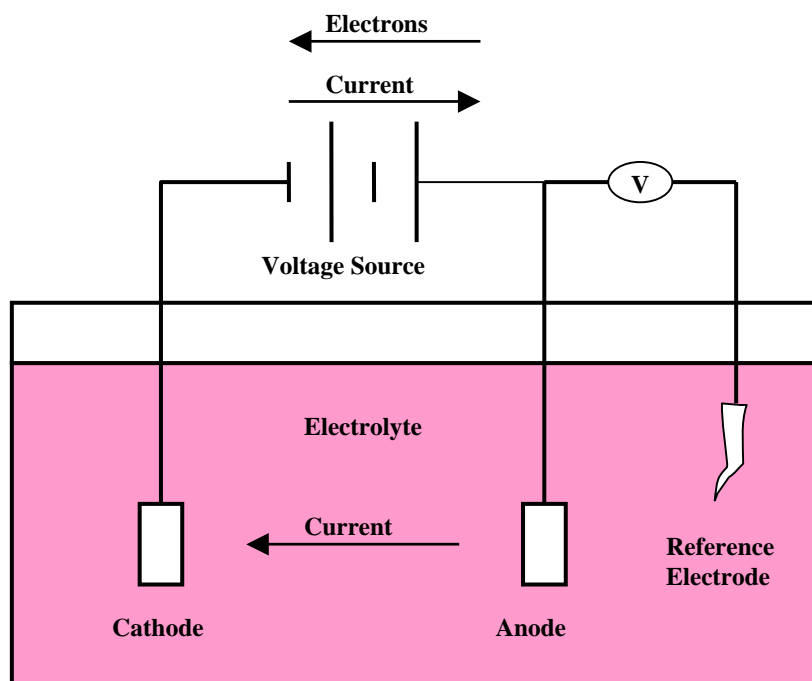 Electrons
Current
V
Voltage Source
Electrolyte
Current
Reference
Electrode
Cathode
Anode